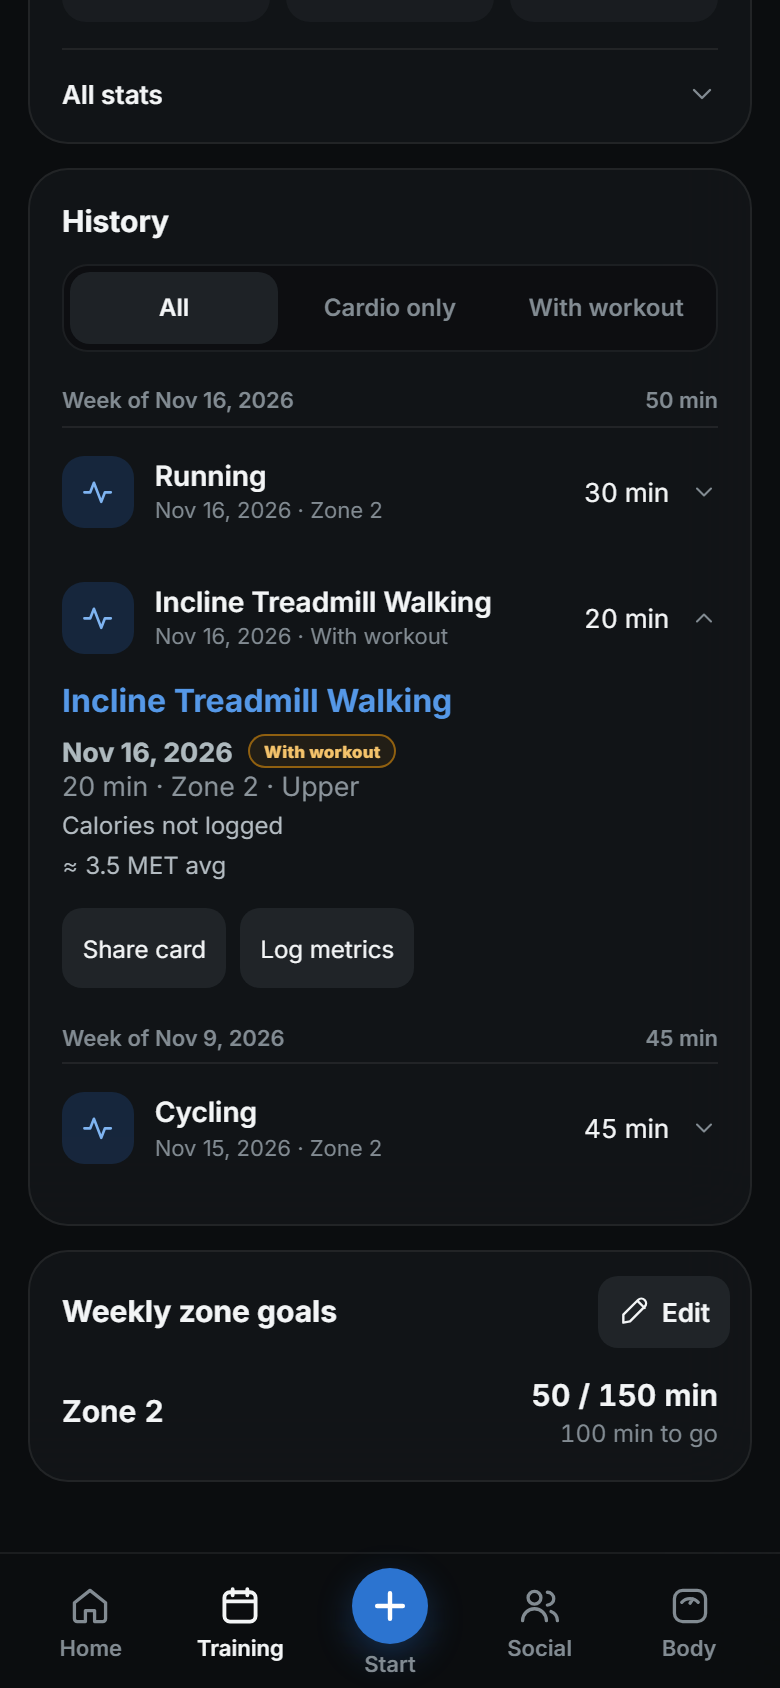 All stats
History
All
Cardio only
With workout
Week of Nov 16, 2026
50 min
Running
Nov 16, 2026 · Zone 2
30 min
Incline Treadmill Walking
Nov 16, 2026 · With workout
20 min
Incline Treadmill Walking
Nov 16, 2026
With workout
20 min · Zone 2 · Upper
Calories not logged
≈ 3.5 MET avg
Share card
Log metrics
Week of Nov 9, 2026
45 min
Cycling
Nov 15, 2026 · Zone 2
45 min
Weekly zone goals
Edit
Zone 2
50 / 150 min
100 min to go
Home
Training
Start
Social
Body